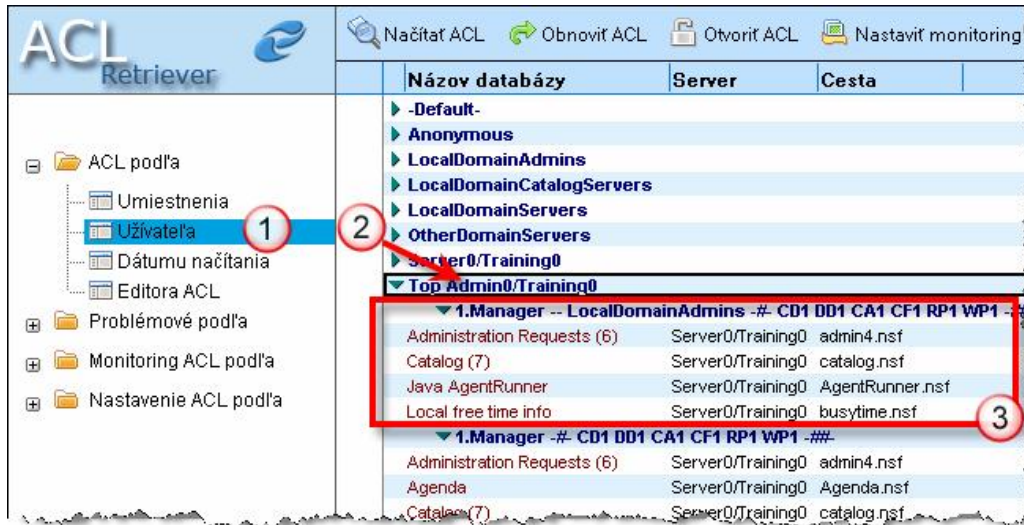 ACL
Retriever
Načítať ACL Obnoviť ACL Otvoriť ACL Nastaviť monitoring
Názov databázy Server Cesta
ACL podľa
Umiestnenia
Užívateľa 1
Dátumu načítania
Editora ACL
Problémové podľa
Monitoring ACL podľa
Nastavenie ACL podľa
-Default-
Anonymous
LocalDomainAdmins
LocalDomainCatalogServers
LocalDomainServers
2 OtherDomainServers
Server0/Training0
Top Admin0/Training0
1.Manager -- LocalDomainAdmins -#- CD1 DD1 CA1 CF1 RP1 WP1
Administration Requests (6) Server0/Training0 admin4.nsf
Catalog (7) Server0/Training0 catalog.nsf
Java AgentRunner Server0/Training0 AgentRunner.nsf
Local free time info Server0/Training0 busytime.nsf
3
1.Manager -#- CD1 DD1 CA1 CF1 RP1 WP1 -##-
Administration Requests (6) Server0/Training0 admin4.nsf
Agenda Server0/Training0 Agenda.nsf
Catalog (7) Server0/Training0 catalog.nsf